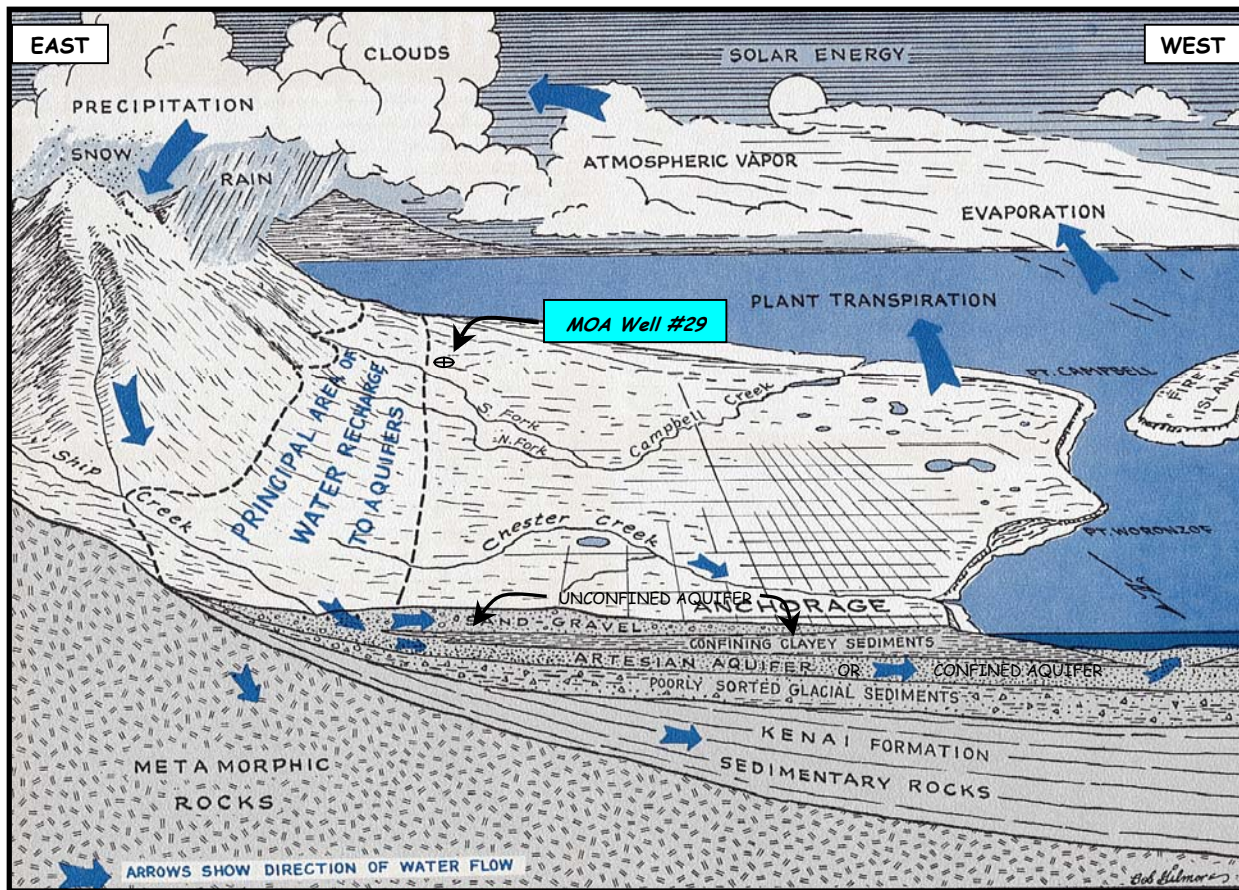 EAST
WEST
CLOUDS
SOLAR ENERGY
PRECIPITATION
SNOW
RAIN
ATMOSPHERIC VAPOR
EVAPORATION
PLANT TRANSPIRATION
MOA Well #29
PT. CAMPBELL
FIRE
ISLAND
PRINCIPAL AREA OF
WATER RECHARGE
TO AQUIFERS
S. Fork
N. Fork
Campbell Creek
Ship
Creek
Chester Creek
PT. WORONZOF
UNCONFINED AQUIFER
ANCHORAGE
SAND-GRAVEL
CONFINING CLAYEY SEDIMENTS
ARTESIAN AQUIFER OR CONFINED AQUIFER
POORLY SORTED GLACIAL SEDIMENTS
KENAI FORMATION
SEDIMENTARY ROCKS
METAMORPHIC
ROCKS
ARROWS SHOW DIRECTION OF WATER FLOW
Bob Gilmore